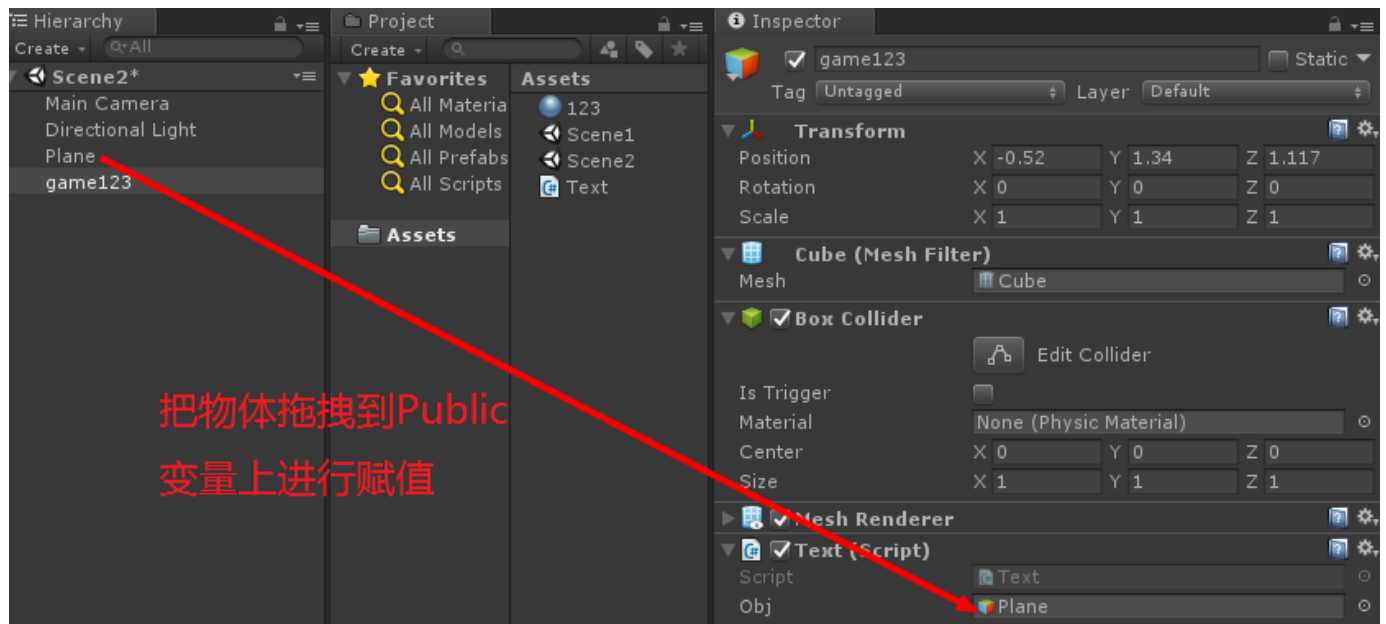 Hierarchy
Create
All
Scene2*
Main Camera
Directional Light
Plane
game123
Project
Create
Favorites
All Materia
All Models
All Prefabs
All Scripts
Assets
Assets
123
Scene1
Scene2
Text
把物体拖拽到Public
变量上进行赋值
Inspector
game123 Static
Tag Untagged Layer Default
Transform
Position X -0.52 Y 1.34 Z 1.117
Rotation X 0 Y 0 Z 0
Scale X 1 Y 1 Z 1
Cube (Mesh Filter)
Mesh Cube
Box Collider
Edit Collider
Is Trigger
Material None (Physic Material)
Center X 0 Y 0 Z 0
Size X 1 Y 1 Z 1
Mesh Renderer
Text (Script)
Script Text
Obj Plane